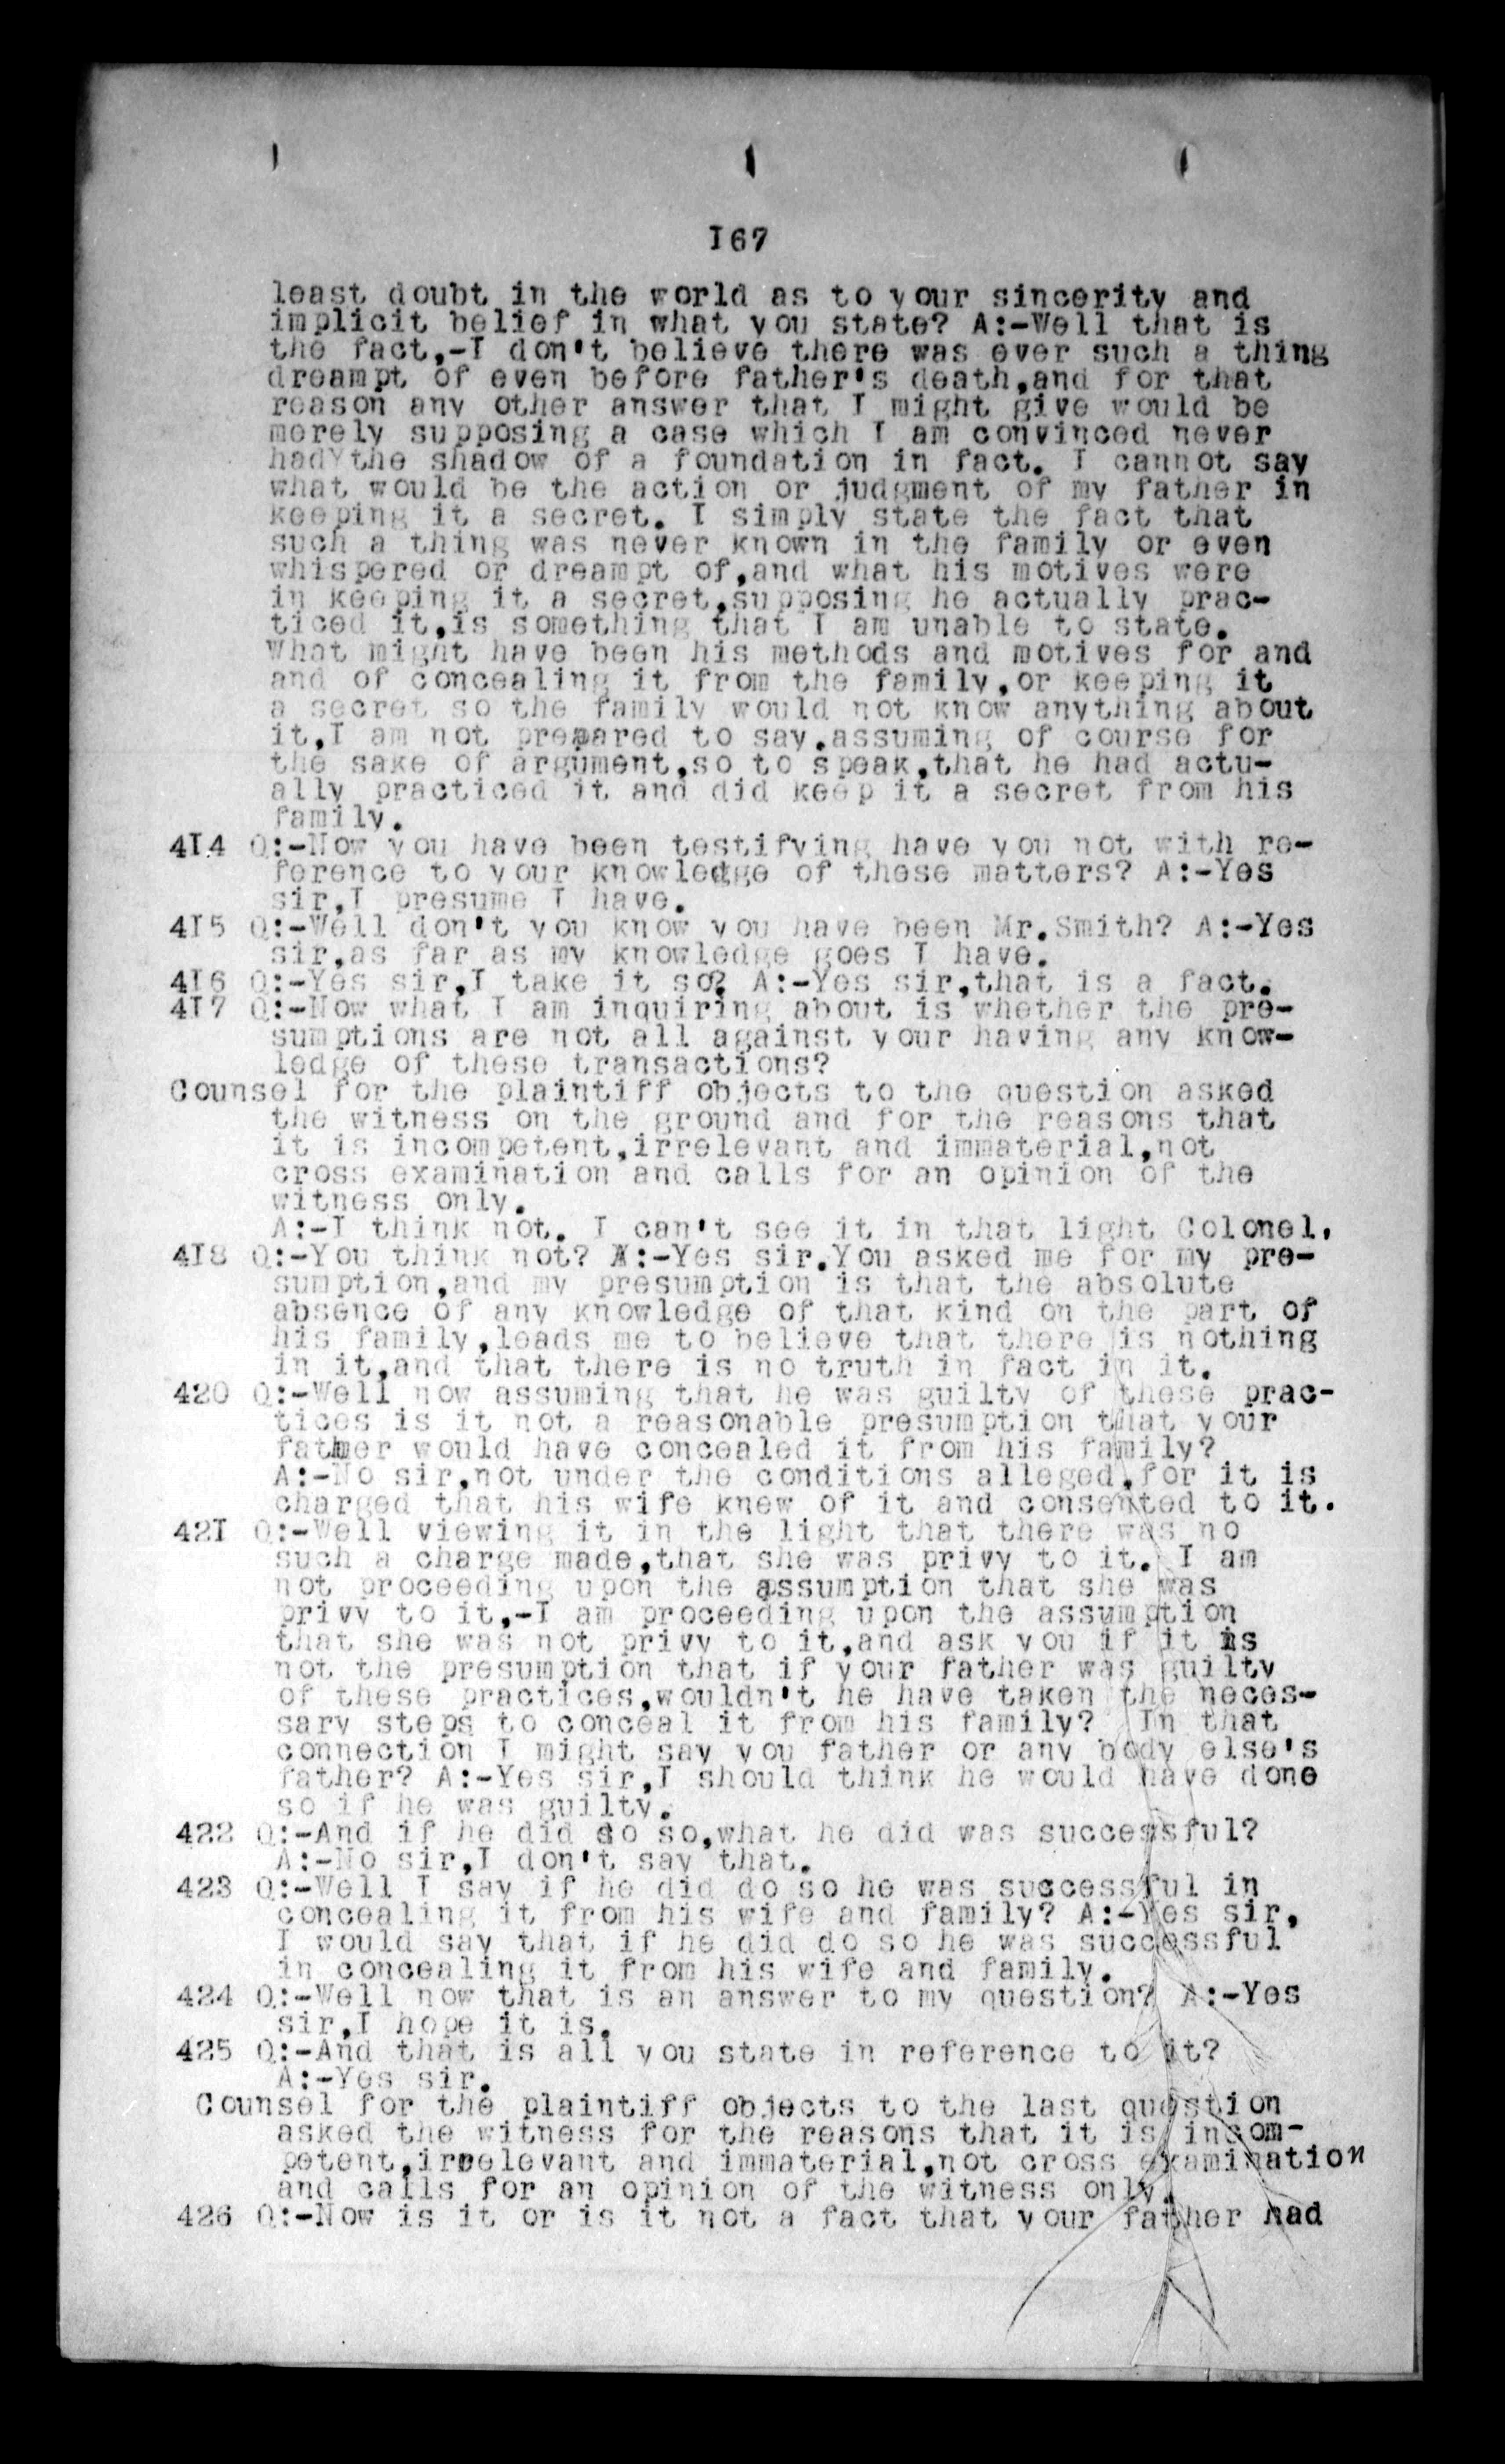 I67
least doubt in the world as to your sincerity and
implicit belief in what you state? A:-Well that is
the fact,-I don't believe there was ever such a thing
dreampt of even before father's death,and for that
reason any other answer that I might give would be
merely supposing a case which I am convinced never
had the shadow of a foundation in fact. I cannot say
what would be the action or judgment of my father in
keeping it a secret. I simply state the fact that
such a thing was never known in the family or even
whispered or dreampt of,and what his motives were
in keeping it a secret,supposing he actually prac-
ticed it,is something that I am unable to state.
What might have been his methods and motives for and
and of concealing it from the family,or keeping it
a secret so the family would not know anything about
it,I am not prepared to say.assuming of course for
the sake of argument,so to speak,that he had actu-
ally practiced it and did keep it a secret from his
family.
4I4 Q:-Now you have been testifying have you not with re-
ference to your knowledge of these matters? A:-Yes
sir,I presume I have.
4I5 Q:-Well don't you know you have been Mr.Smith? A:-Yes
sir,as far as my knowledge goes I have.
4I6 Q:-Yes sir,I take it so? A:-Yes sir,that is a fact.
4I7 Q:-Now what I am inquiring about is whether the pre-
sumptions are not all against your having any know-
ledge of these transactions?
Counsel for the plaintiff objects to the question asked
the witness on the ground and for the reasons that
it is incompetent,irrelevant and immaterial,not
cross examination and calls for an opinion of the
witness only.
A:-I think not. I can't see it in that light Colonel.
4I8 Q:-You think not? A:-Yes sir.You asked me for my pre-
sumption,and my presumption is that the absolute
absence of any knowledge of that kind on the part of
his family,leads me to believe that there is nothing
in it,and that there is no truth in fact in it.
420 Q:-Well now assuming that he was guilty of these prac-
tices is it not a reasonable presumption that your
father would have concealed it from his family?
A:-No sir,not under the conditions alleged,for it is
charged that his wife knew of it and consented to it.
42I Q:-Well viewing it in the light that there was no
such a charge made,that she was privy to it. I am
not proceeding upon the assumption that she was
privy to it,-I am proceeding upon the assumption
that she was not privy to it,and ask you if it is
not the presumption that if your father was guilty
of these practices,wouldn't he have taken the neces-
sary steps to conceal it from his family? In that
connection I might say you father or any body else's
father? A:-Yes sir,I should think he would have done
so if he was guilty.
422 Q:-And if he did do so,what he did was successful?
A:-No sir,I don't say that.
423 Q:-Well I say if he did do so he was successful in
concealing it from his wife and family? A:-Yes sir,
I would say that if he did do so he was successful
in concealing it from his wife and family.
424 Q:-Well now that is an answer to my question? A:-Yes
sir,I hope it is.
425 Q:-And that is all you state in reference to it?
A:-Yes sir.
Counsel for the plaintiff objects to the last question
asked the witness for the reasons that it is incom-
petent,irrelevant and immaterial,not cross examination
and calls for an opinion of the witness only.
426 Q:-Now is it or is it not a fact that your father had